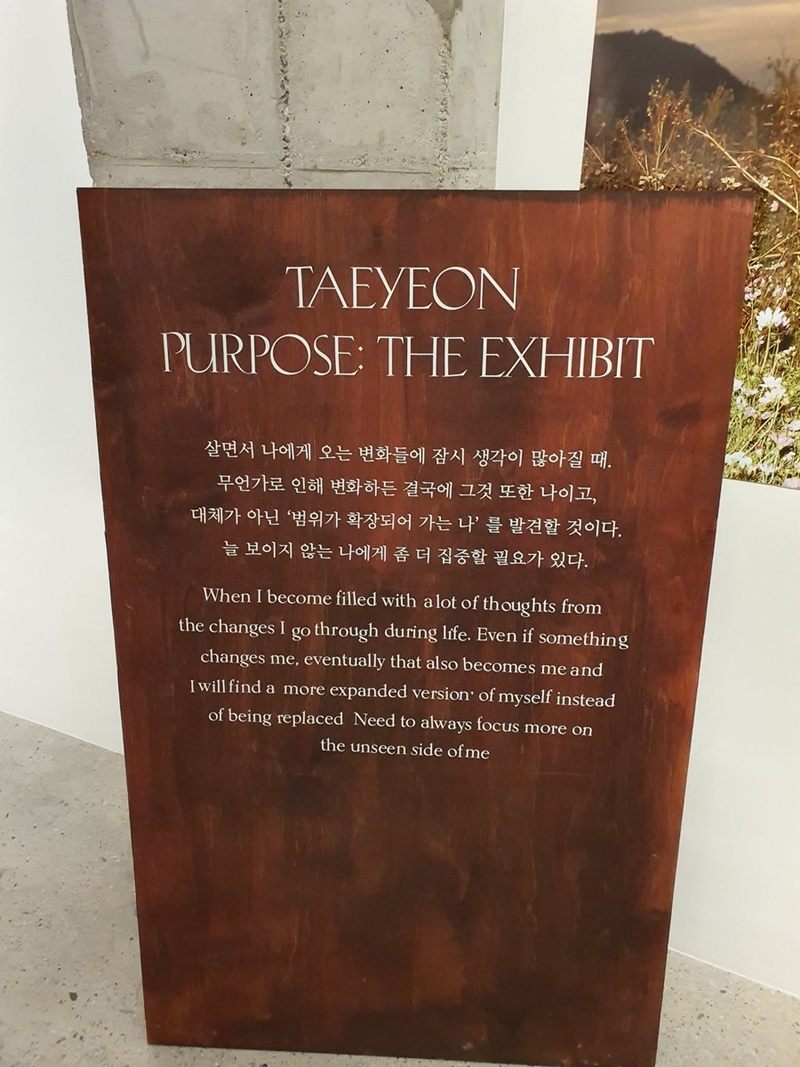 TAEYEON
PURPOSE: THE EXHIBIT
살면서 나에게 오는 변화들에 잠시 생각이 많아질 때.
무언가로 인해 변화하든 결국에 그것 또한 나이고,
대체가 아닌 ‘범위가 확장되어 가는 나’ 를 발견할 것이다.
늘 보이지 않는 나에게 좀 더 집중할 필요가 있다.
When I become filled with a lot of thoughts from
the changes I go through during life. Even if something
changes me, eventually that also becomes me and
I will find a more expanded version’ of myself instead
of being replaced Need to always focus more on
the unseen side of me